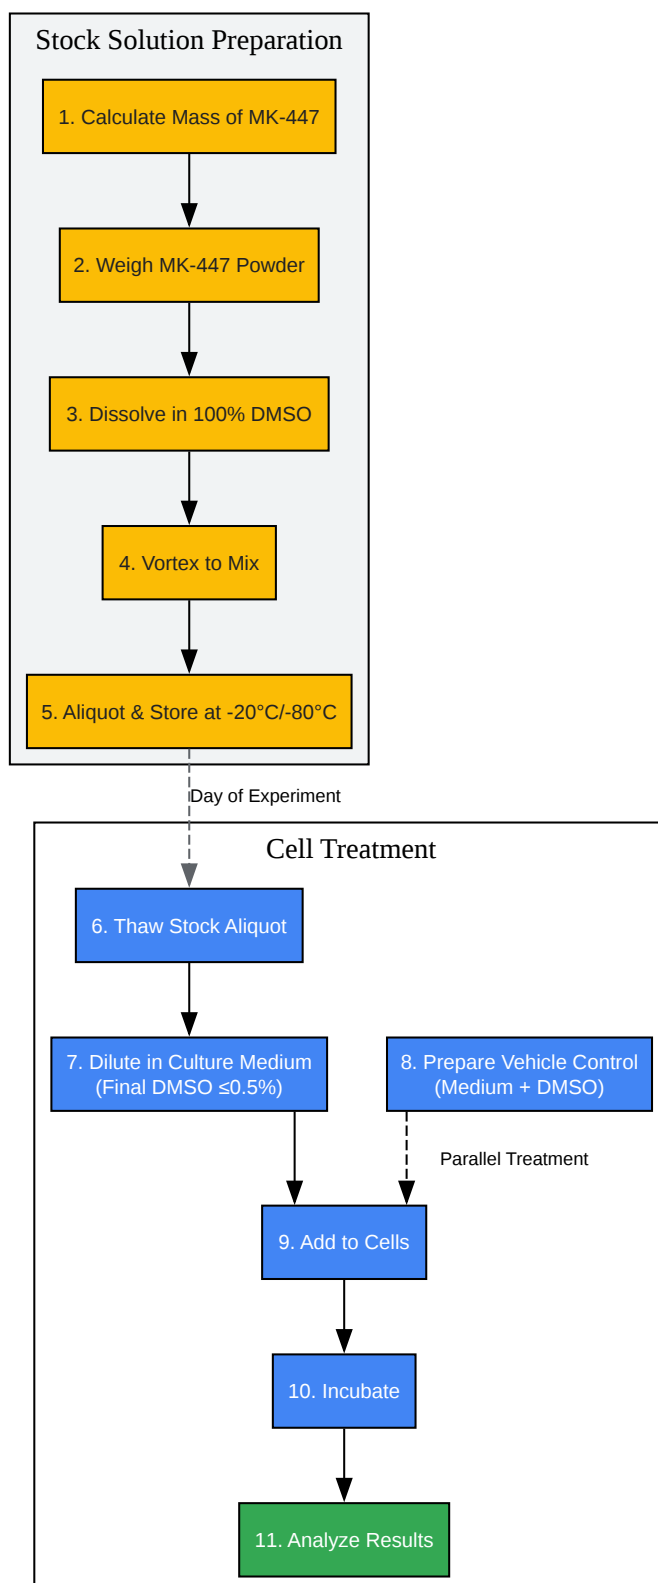 Stock Solution Preparation
1. Calculate Mass of MK-447
2. Weigh MK-447 Powder
3. Dissolve in 100% DMSO
4. Vortex to Mix
5. Aliquot & Store at -20°C/-80°C
Day of Experiment
Cell Treatment
6. Thaw Stock Aliquot
7. Dilute in Culture Medium
(Final DMSO ≤0.5%)
8. Prepare Vehicle Control
(Medium + DMSO)
Parallel Treatment
9. Add to Cells
10. Incubate
11. Analyze Results